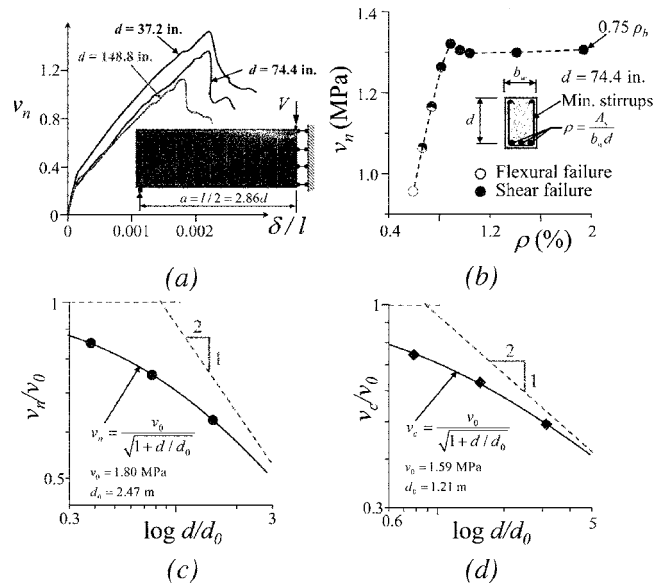 d = 37.2 in.
d = 148.8 in.
d = 74.4 in.
1.2
0.8
0.4
0
v_n
V
a = l / 2 = 2.86d
0
0.001
0.002
δ / l
(a)
1.4
1.3
1.2
1.1
1.0
0.9
v_n (MPa)
0.75 ρ_b
b_w
d = 74.4 in.
d
Min. stirrups
ρ = A_s / b_w d
Flexural failure
Shear failure
0.4
1.2
2
ρ (%)
(b)
1
0.5
v_n/v_0
2
1
v_n = v_0 / √(1 + d / d_0)
v_0 = 1.80 MPa
d_0 = 2.47 m
0.3
3
log d/d_0
(c)
1
0.3
v_c/v_0
2
1
v_c = v_0 / √(1 + d / d_0)
v_0 = 1.59 MPa
d_0 = 1.21 m
0.6
5
log d/d_0
(d)